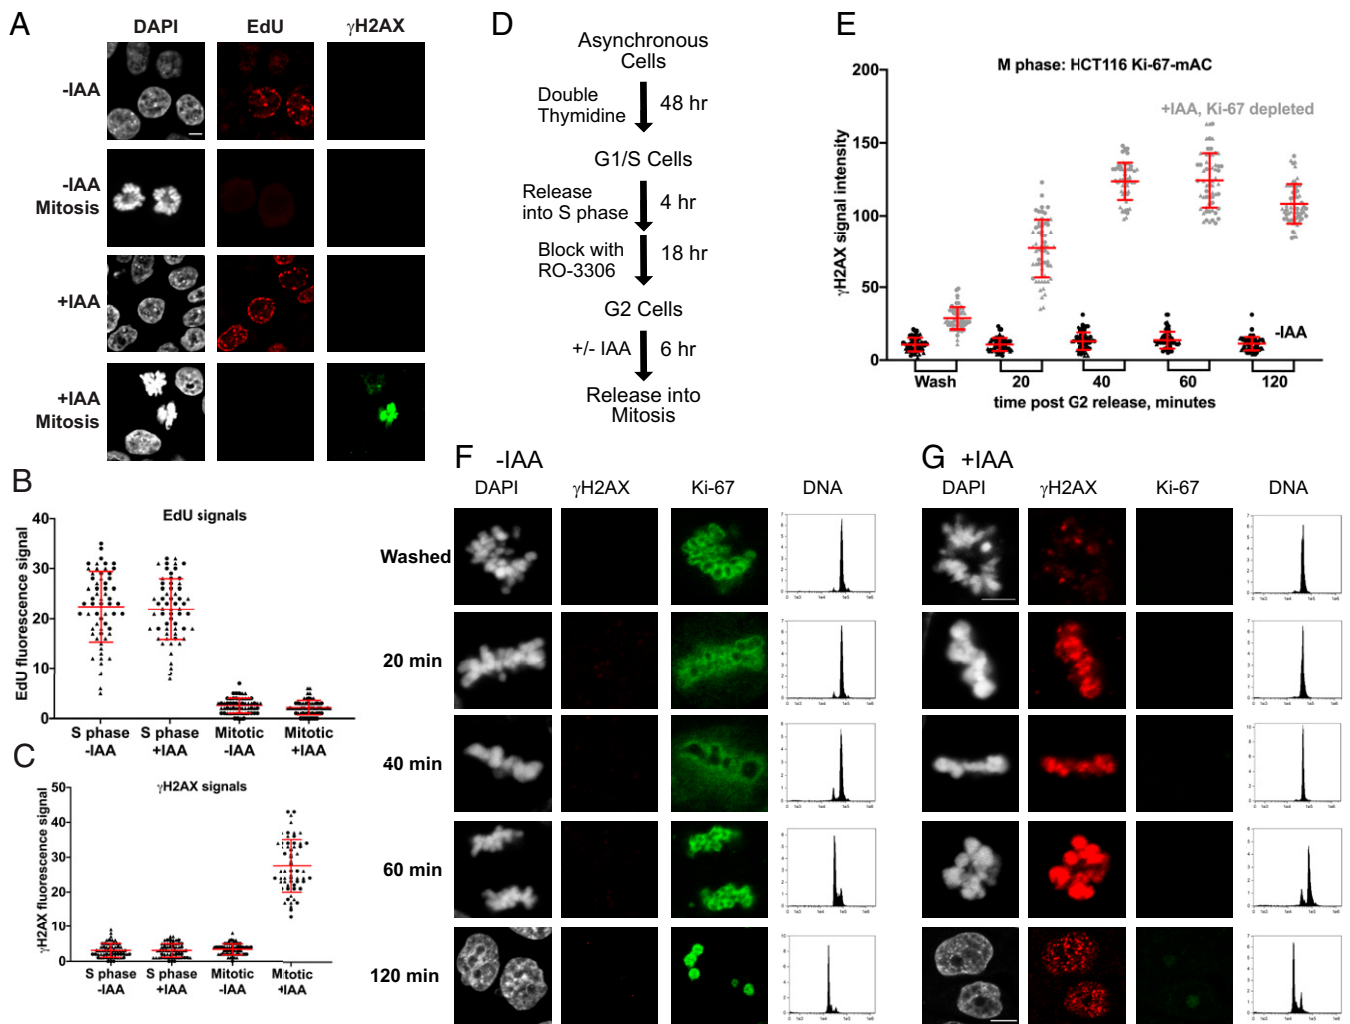 A
DAPI EdU γH2AX
-IAA
-IAA
Mitosis
+IAA
+IAA
Mitosis
B
EdU signals
EdU fluorescence signal
40
30
20
10
0
S phase -IAA
S phase +IAA
Mitotic -IAA
Mitotic +IAA
C
γH2AX signals
γH2AX fluorescence signal
50
40
30
20
10
0
S phase -IAA
S phase +IAA
Mitotic -IAA
Mitotic +IAA
D
Asynchronous
Cells
Double
Thymidine
48 hr
G1/S Cells
Release
into S phase
4 hr
Block with
RO-3306
18 hr
G2 Cells
+/- IAA
6 hr
Release into
Mitosis
E
M phase: HCT116 Ki-67-mAC
+IAA, Ki-67 depleted
-IAA
γH2AX signal intensity
200
150
100
50
0
Wash 20 40 60 120
time post G2 release, minutes
F -IAA
DAPI γH2AX Ki-67 DNA
Washed
20 min
40 min
60 min
120 min
G +IAA
DAPI γH2AX Ki-67 DNA